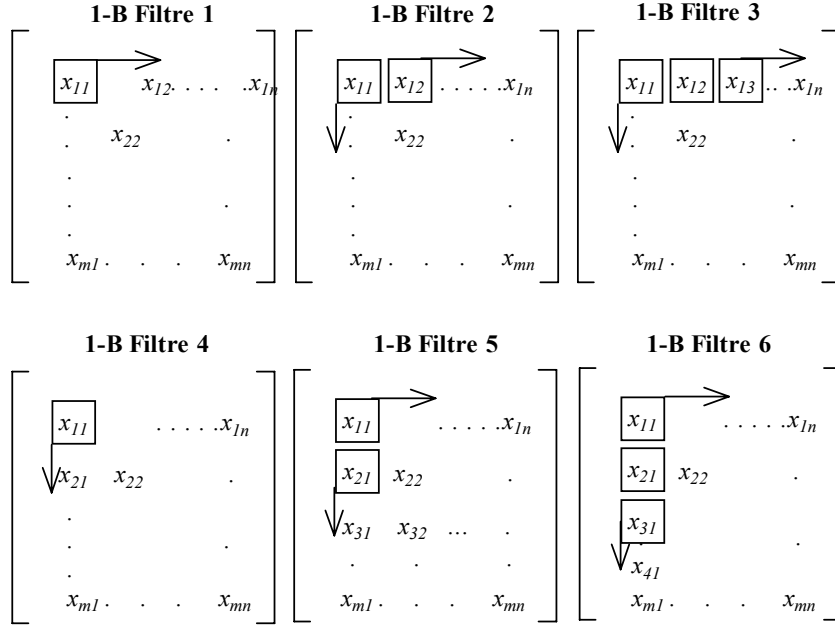 1-B Filtre 1 1-B Filtre 2 1-B Filtre 3
x11 x12. . . . . x1n x11 x12 . . . . . x1n x11 x12 x13 ... x1n
. x22 . . x22 . . x22 .
. . .
. . . . . .
. . .
xm1 . . . xmn xm1 . . . xmn xm1 . . . xmn
1-B Filtre 4 1-B Filtre 5 1-B Filtre 6
x11 . . . . . x1n x11 . . . . . x1n x11 . . . . . x1n
x21 x22 . x21 x22 . x21 x22 .
. x31 x32 ... . x31
. . . . . . . .
. x41
xm1 . . . xmn xm1 . . . xmn xm1 . . . xmn